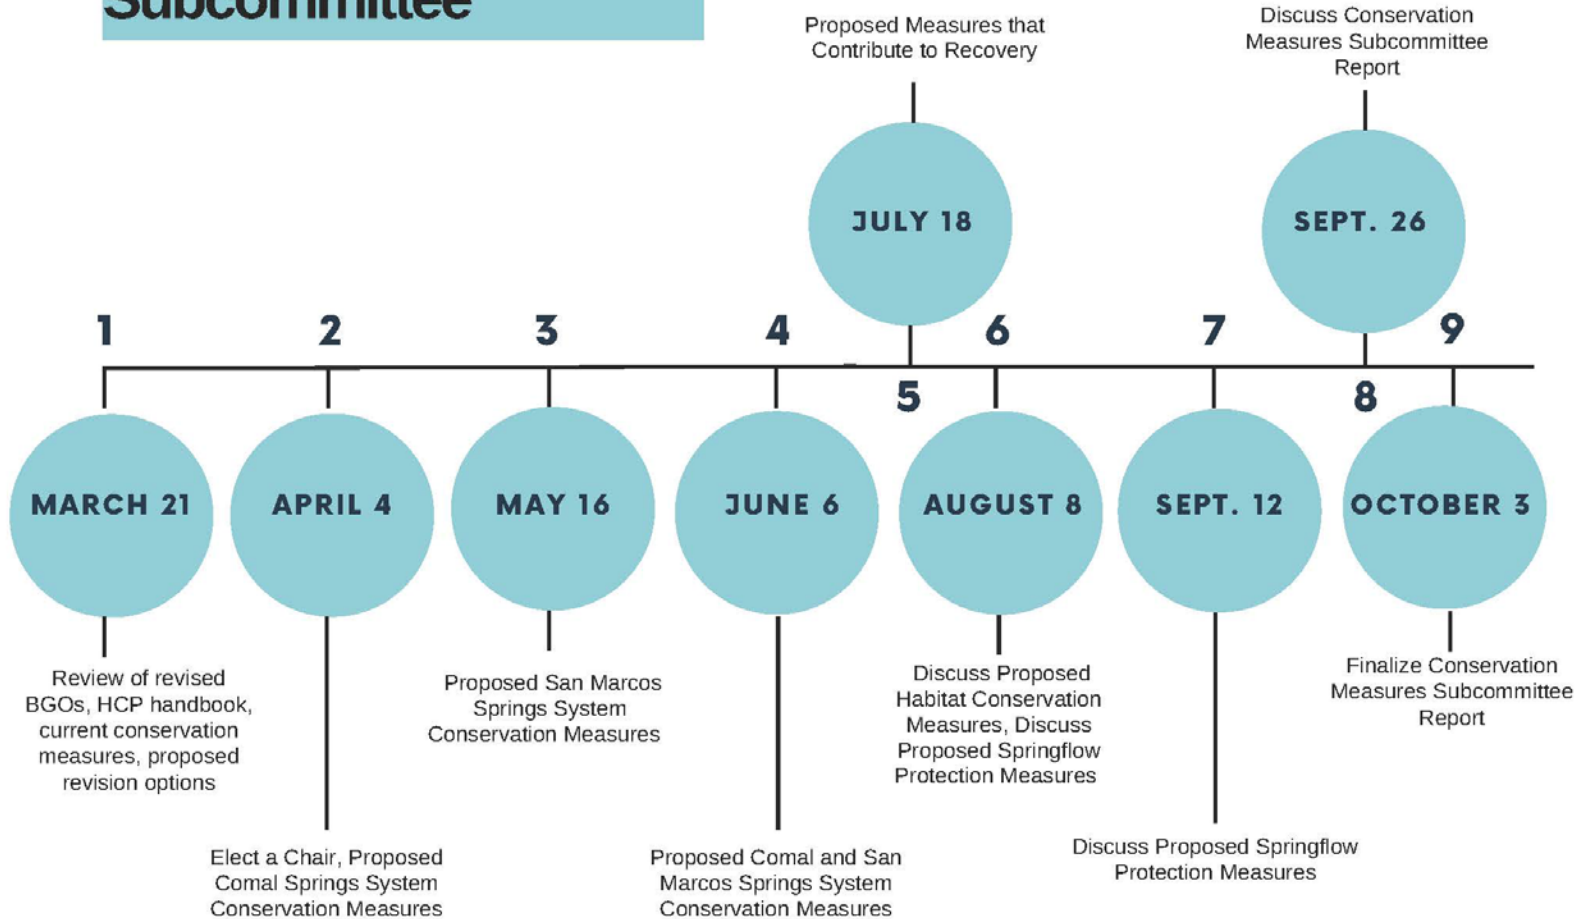 Subcommittee
Proposed Measures that
Contribute to Recovery
Discuss Conservation
Measures Subcommittee
Report
JULY 18
SEPT. 26
1
2
3
4
6
7
9
5
8
MARCH 21
APRIL 4
MAY 16
JUNE 6
AUGUST 8
SEPT. 12
OCTOBER 3
Review of revised
BGOs, HCP handbook,
current conservation
measures, proposed
revision options
Elect a Chair, Proposed
Comal Springs System
Conservation Measures
Proposed San Marcos
Springs System
Conservation Measures
Proposed Comal and San
Marcos Springs System
Conservation Measures
Discuss Proposed
Habitat Conservation
Measures, Discuss
Proposed Springflow
Protection Measures
Discuss Proposed Springflow
Protection Measures
Finalize Conservation
Measures Subcommittee
Report